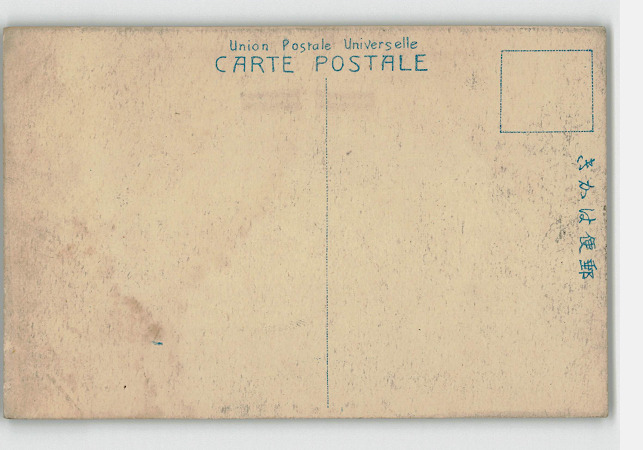 Union Postale Universelle
CARTE POSTALE
きかは便郵